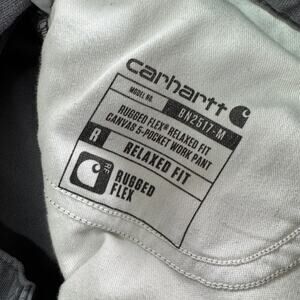 carhartt
MODEL NO.
BN2517-M
RUGGED FLEX® RELAXED FIT
CANVAS 5-POCKET WORK PANT
R
RELAXED FIT
RF
RUGGED
FLEX